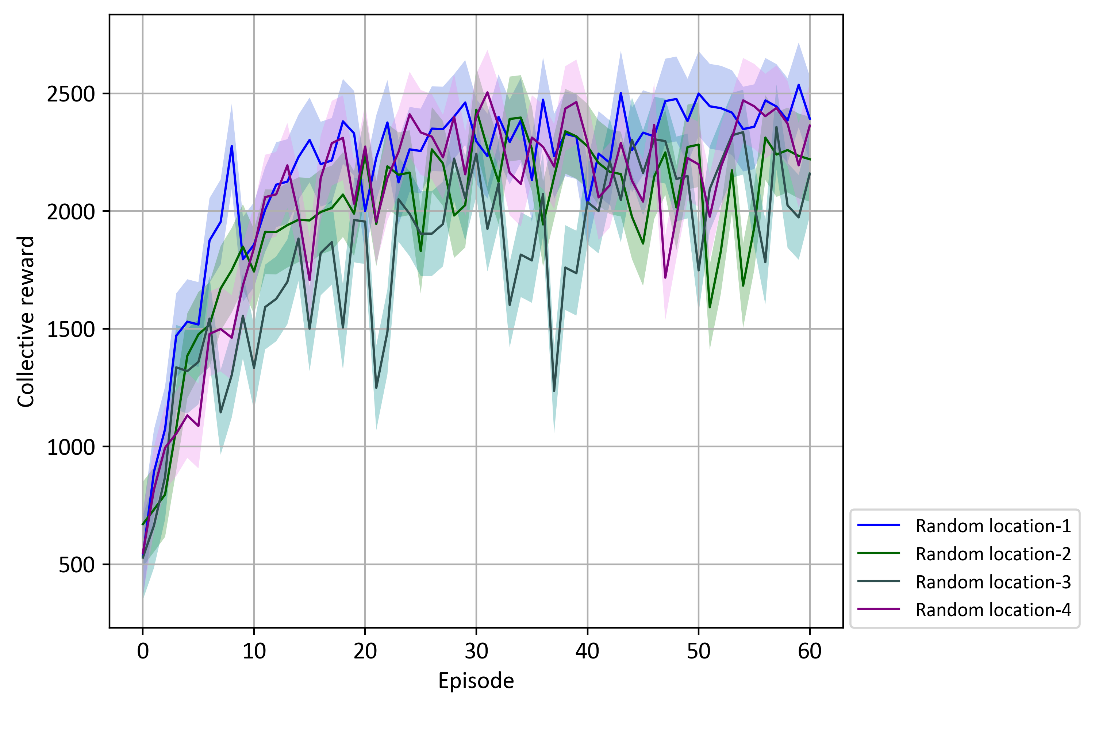 2500
2000
1500
1000
500
Collective reward
0 10 20 30 40 50 60
Episode
Random location-1
Random location-2
Random location-3
Random location-4